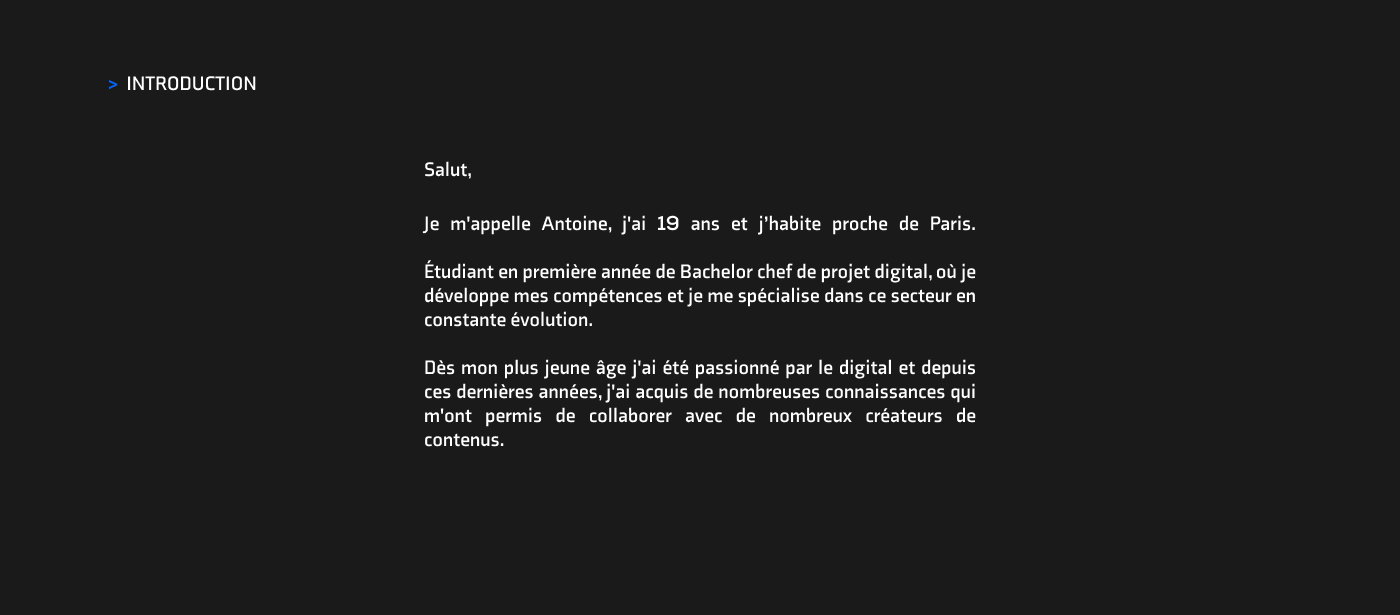 > INTRODUCTION
Salut,
Je m'appelle Antoine, j'ai 19 ans et j’habite proche de Paris.
Étudiant en première année de Bachelor chef de projet digital, où je
développe mes compétences et je me spécialise dans ce secteur en
constante évolution.
Dès mon plus jeune âge j'ai été passionné par le digital et depuis
ces dernières années, j'ai acquis de nombreuses connaissances qui
m'ont permis de collaborer avec de nombreux créateurs de
contenus.